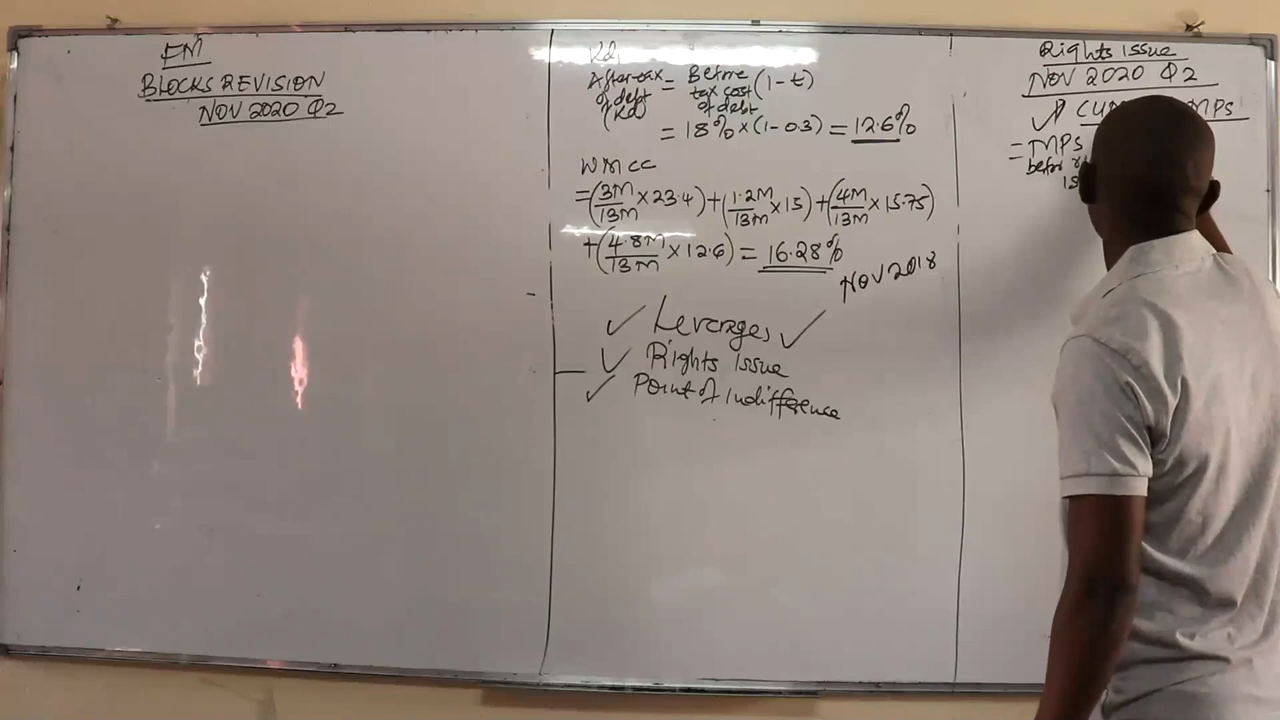 FM
BLOCKS REVISION
NOV 2020 Q2
Kd,
After tax = Before (1 - t)
of debt tax cost
(Kd) of debt
= 18% x (1 - 0.3) = 12.6%
WMCC
= (3M/13M x 23.4) + (1.2M/13M x 15) + (4M/13M x 15.75)
+ (4.8M/13M x 12.6) = 16.28%
NOV 2018
✓ Leverages ✓
✓ Rights Issue
✓ Point of Indifference
Rights Issue
NOV 2020 Q2
MPS
= MPS
before